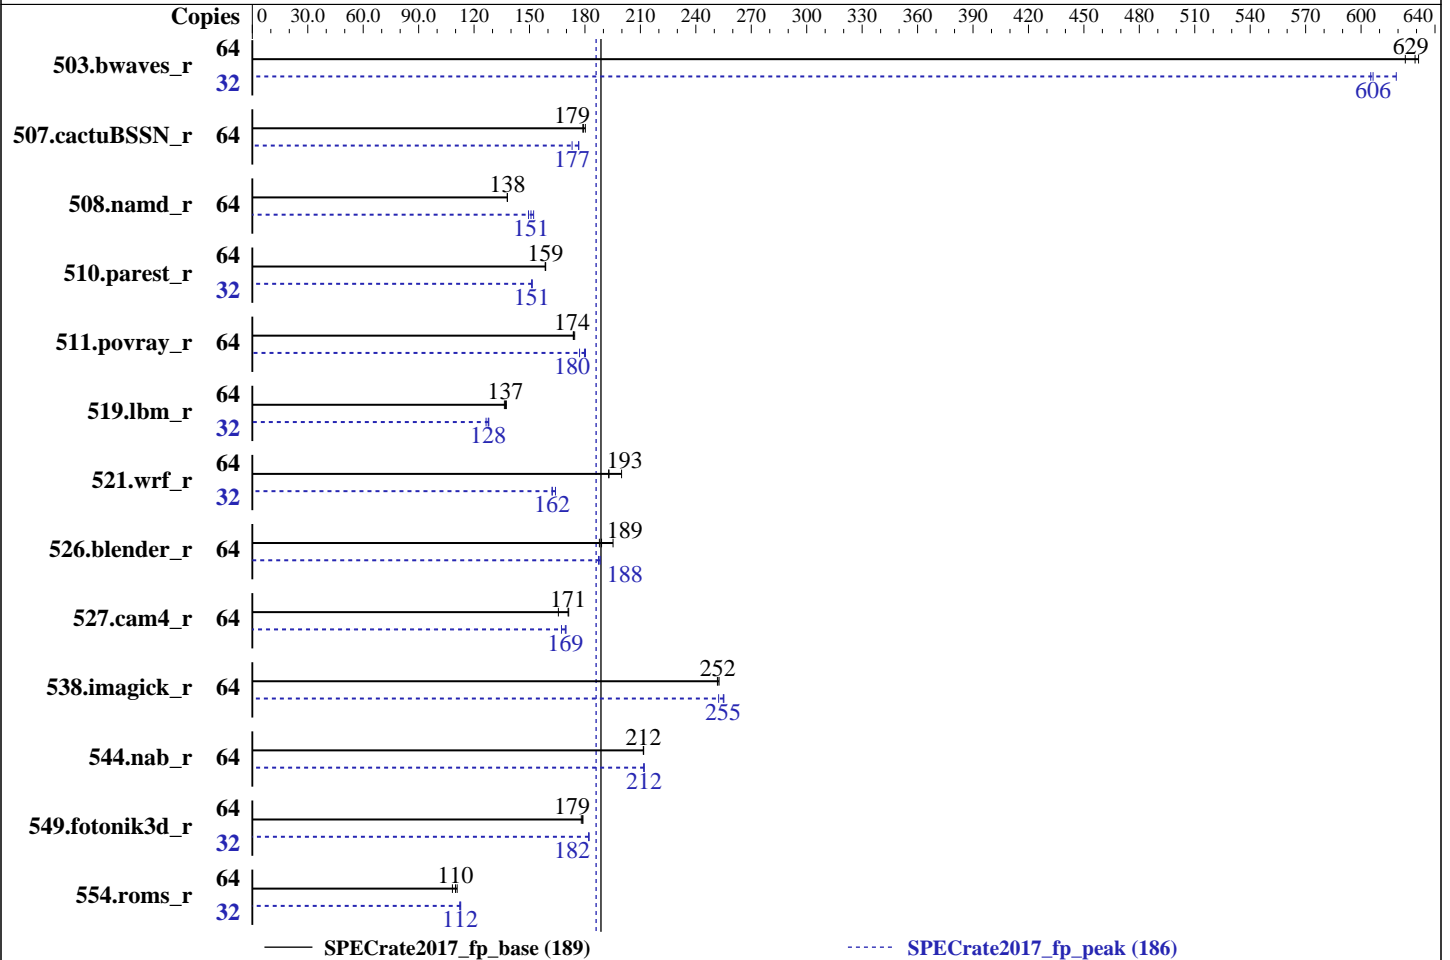 Copies 0 30.0 60.0 90.0 120 150 180 210 240 270 300 330 360 390 420 450 480 510 540 570 600 640
503.bwaves_r 64 629
32 606
507.cactuBSSN_r 64 179
177
508.namd_r 64 138
151
510.parest_r 64 159
32 151
511.povray_r 64 174
180
519.lbm_r 64 137
32 128
521.wrf_r 64 193
32 162
526.blender_r 64 189
188
527.cam4_r 64 171
169
538.imagick_r 64 252
255
544.nab_r 64 212
212
549.fotonik3d_r 64 179
32 182
554.roms_r 64 110
32 112
SPECrate2017_fp_base (189) SPECrate2017_fp_peak (186)